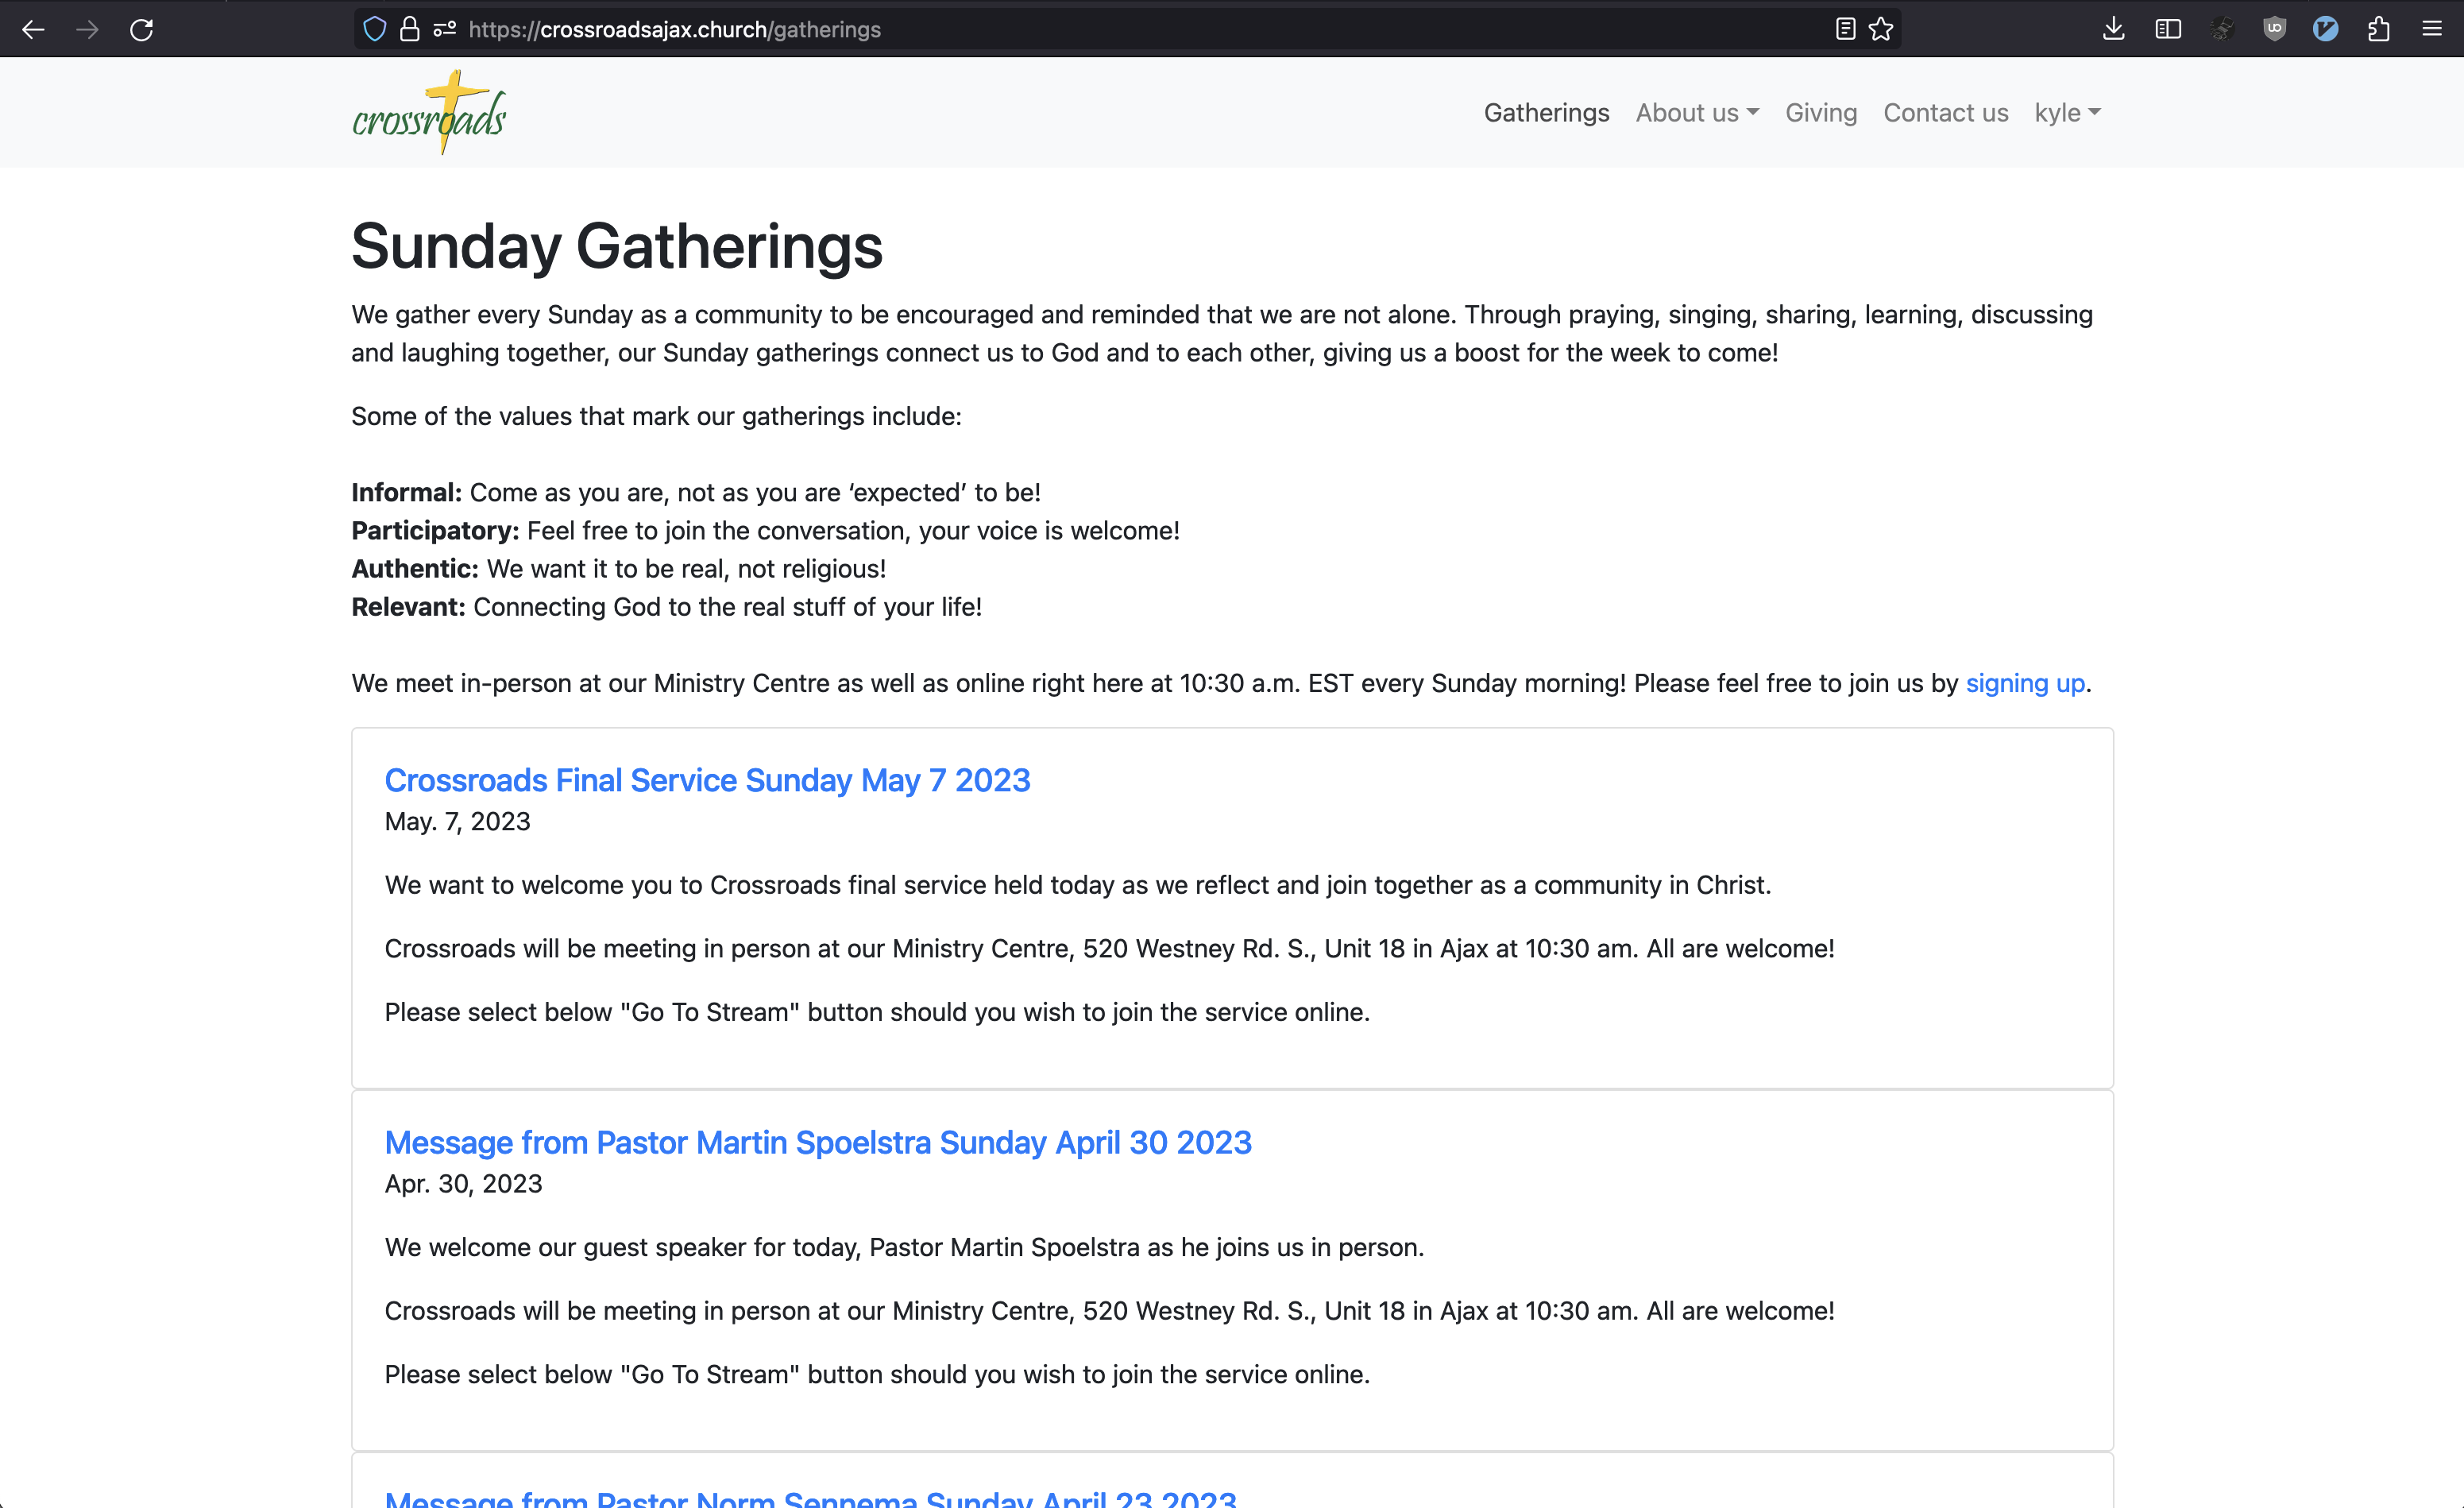 https://crossroadsajax.church/gatherings
crossroads
Gatherings
About us
Giving
Contact us
kyle
Sunday Gatherings
We gather every Sunday as a community to be encouraged and reminded that we are not alone. Through praying, singing, sharing, learning, discussing
and laughing together, our Sunday gatherings connect us to God and to each other, giving us a boost for the week to come!
Some of the values that mark our gatherings include:
Informal: Come as you are, not as you are ‘expected’ to be!
Participatory: Feel free to join the conversation, your voice is welcome!
Authentic: We want it to be real, not religious!
Relevant: Connecting God to the real stuff of your life!
We meet in-person at our Ministry Centre as well as online right here at 10:30 a.m. EST every Sunday morning! Please feel free to join us by signing up.
Crossroads Final Service Sunday May 7 2023
May. 7, 2023
We want to welcome you to Crossroads final service held today as we reflect and join together as a community in Christ.
Crossroads will be meeting in person at our Ministry Centre, 520 Westney Rd. S., Unit 18 in Ajax at 10:30 am. All are welcome!
Please select below "Go To Stream" button should you wish to join the service online.
Message from Pastor Martin Spoelstra Sunday April 30 2023
Apr. 30, 2023
We welcome our guest speaker for today, Pastor Martin Spoelstra as he joins us in person.
Crossroads will be meeting in person at our Ministry Centre, 520 Westney Rd. S., Unit 18 in Ajax at 10:30 am. All are welcome!
Please select below "Go To Stream" button should you wish to join the service online.
Message from Pastor Norm Sennema Sunday April 23 2023